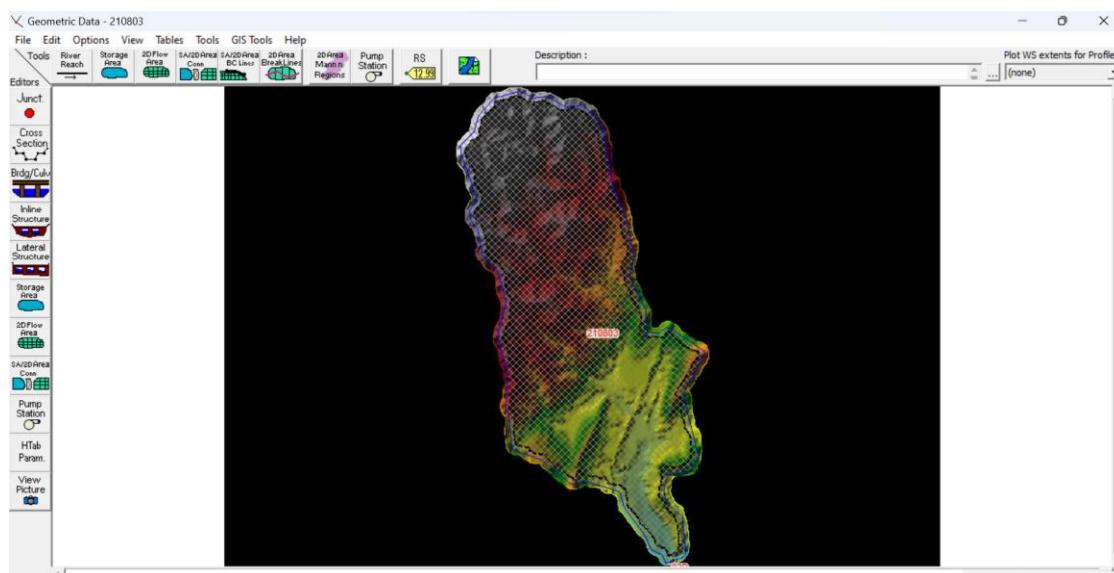 Geometric Data - 210803
File Edit Options View Tables Tools GIS Tools Help
Tools
River Reach
Storage Area
2D Flow Area
SA/2D Area Conn
SA/2D Area BC Lines
2D Area BreakLines
2D Area Mann n Regions
Pump Station
RS
12.99
Description :
...
Plot WS extents for Profile
(none)
Editors
Junct.
Cross Section
Brdg/Culv
Inline Structure
Lateral Structure
Storage Area
2D Flow Area
SA/2D Area Conn
Pump Station
HTab Param.
View Picture
210803